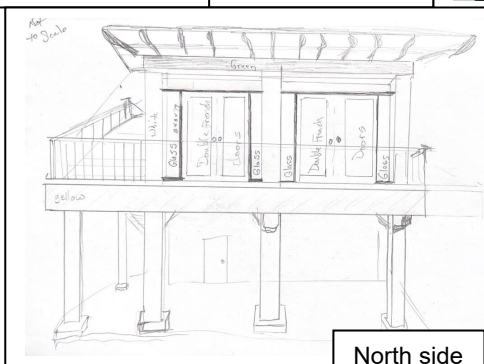 Not
to Scale
Green
White
Glass
Double French
Doors
Glass
Glass
Double French
Doors
Glass
yellow
North side